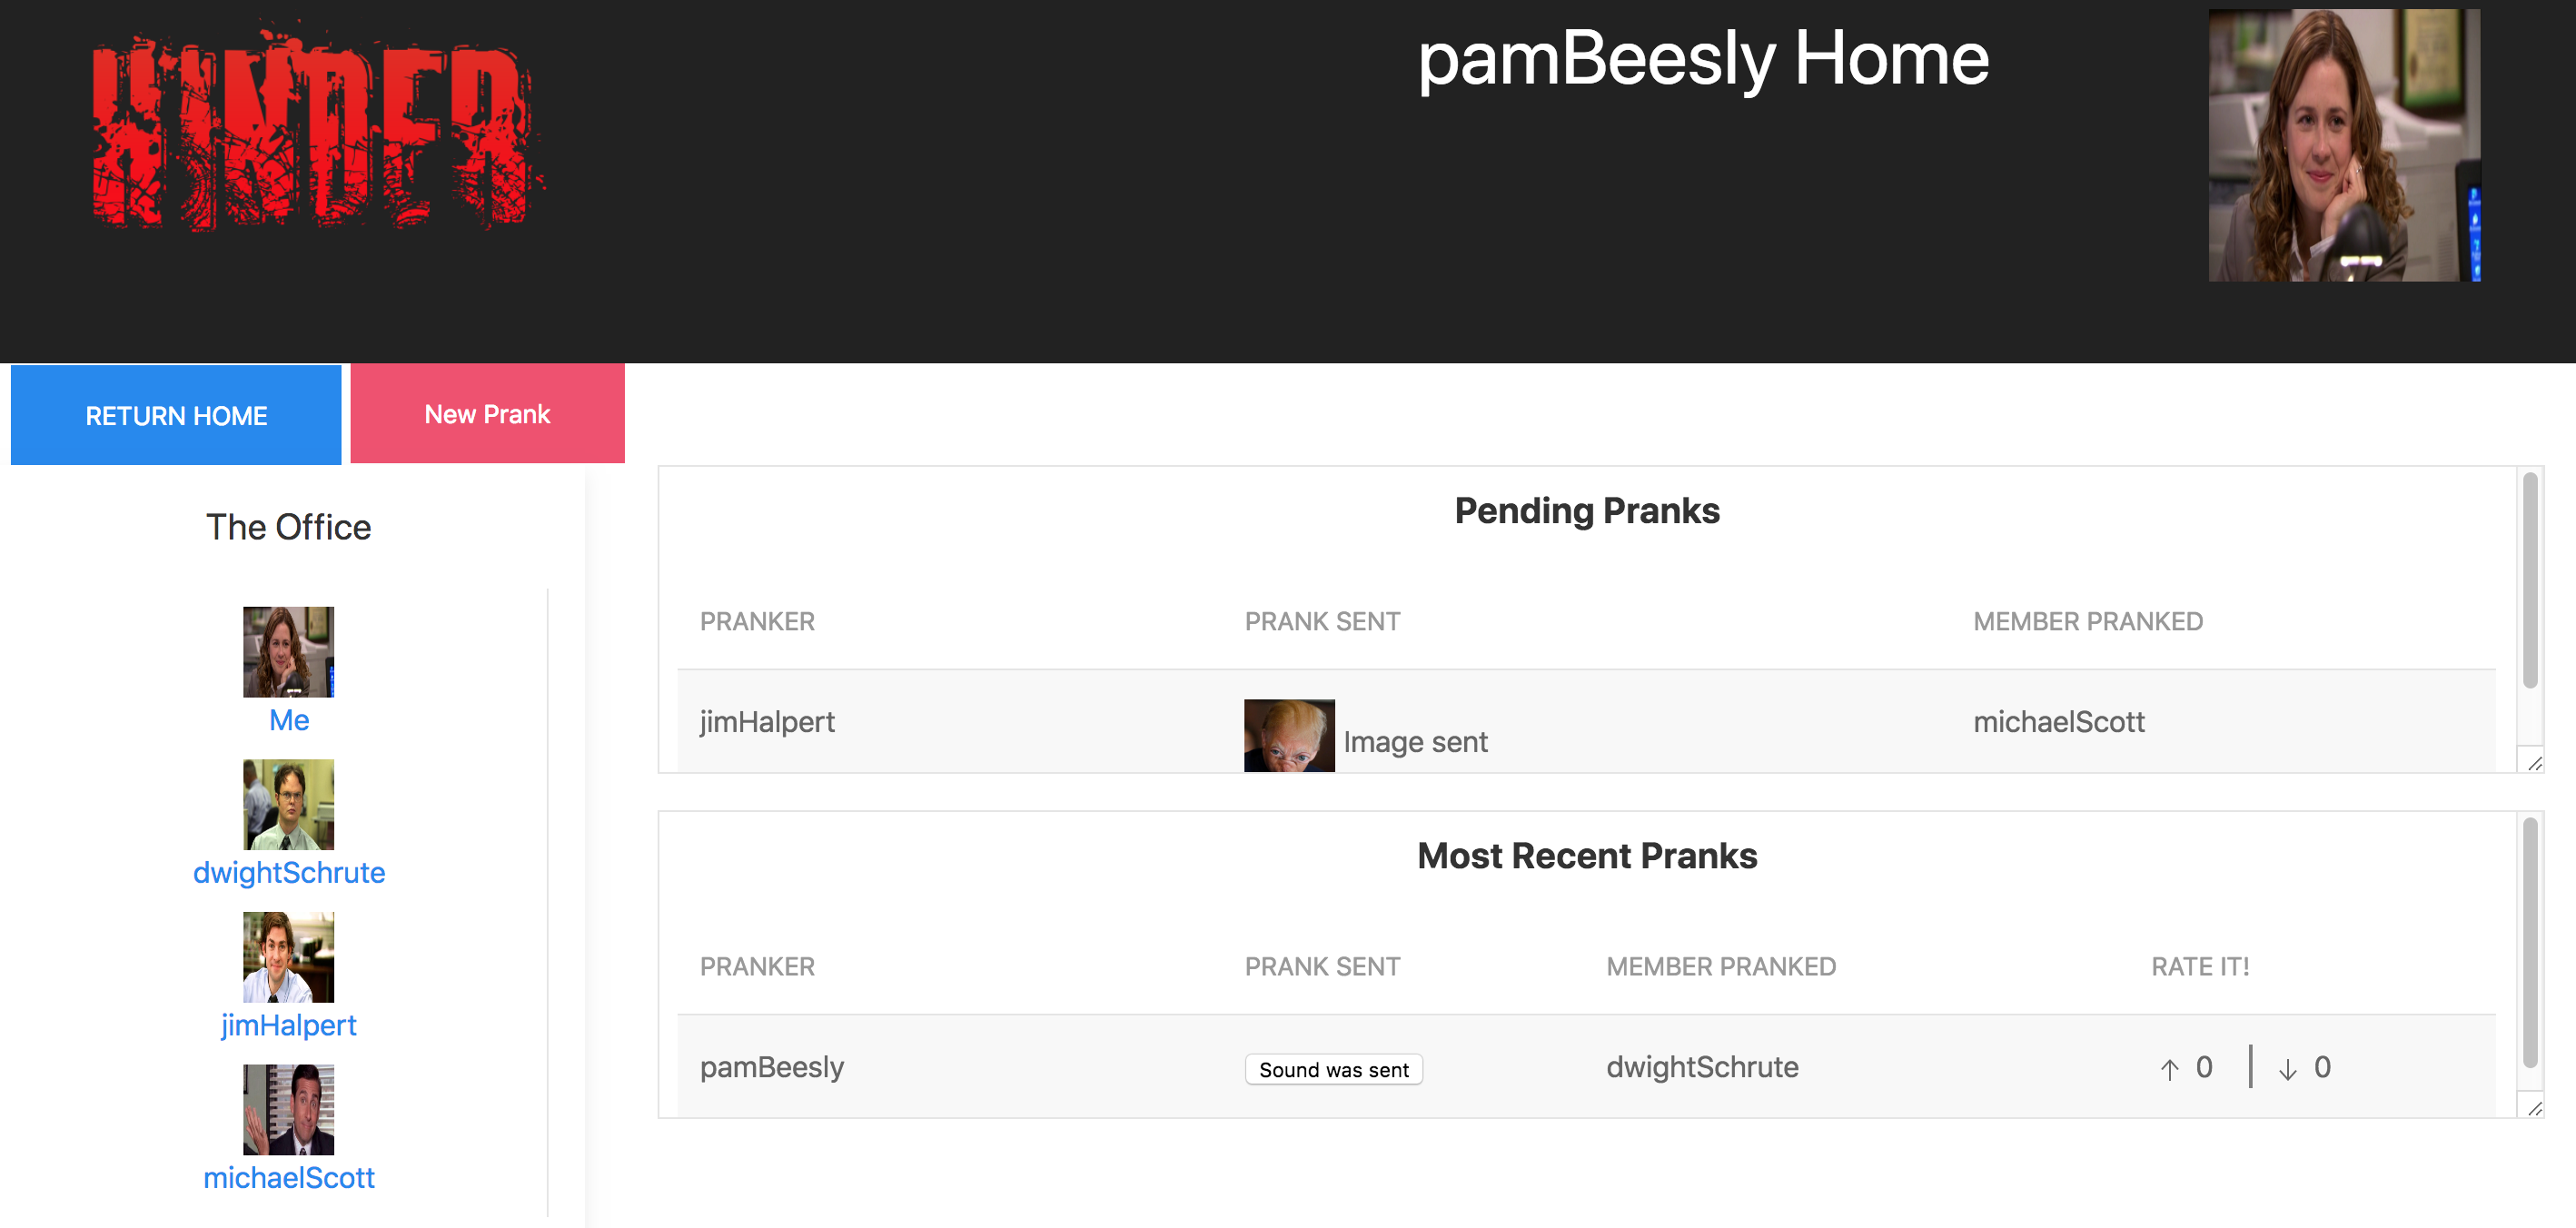 HINDER
pamBeesly Home
RETURN HOME
New Prank
The Office
Me
dwightSchrute
jimHalpert
michaelScott
Pending Pranks
PRANKER PRANK SENT MEMBER PRANKED
jimHalpert Image sent michaelScott
Most Recent Pranks
PRANKER PRANK SENT MEMBER PRANKED RATE IT!
pamBeesly Sound was sent dwightSchrute ↑ 0 | ↓ 0